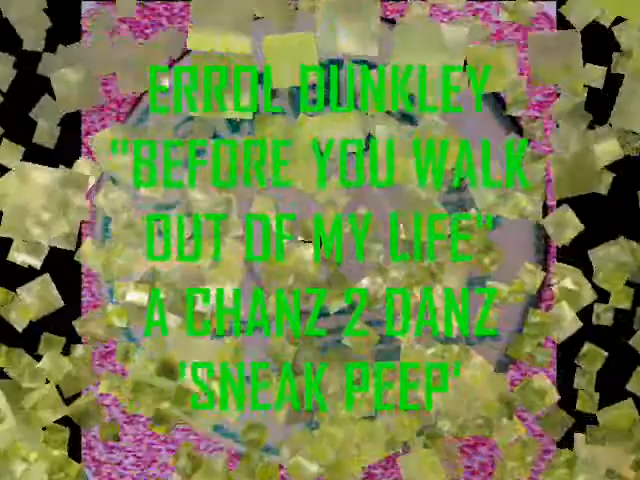 ERROL DUNKLEY
"BEFORE YOU WALK
OUT OF MY LIFE"
A CHANZ 2 DANZ
'SNEAK PEEP'